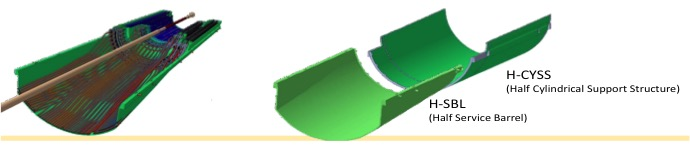 H-CYSS
(Half Cylindrical Support Structure)
H-SBL
(Half Service Barrel)